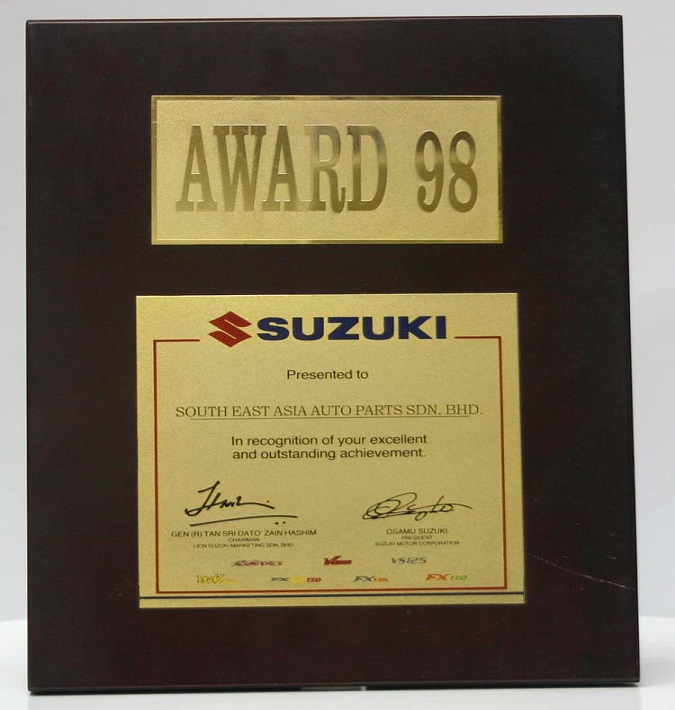 AWARD 98
SUZUKI
Presented to
SOUTH EAST ASIA AUTO PARTS SDN. BHD.
In recognition of your excellent
and outstanding achievement.
GEN (R) TAN SRI DATO' ZAIN HASHIM
CHAIRMAN
LION SUZUKI MARKETING SDN. BHD.
OSAMU SUZUKI
PRESIDENT
SUZUKI MOTOR CORPORATION
VS125
FX150
FX125
FX110